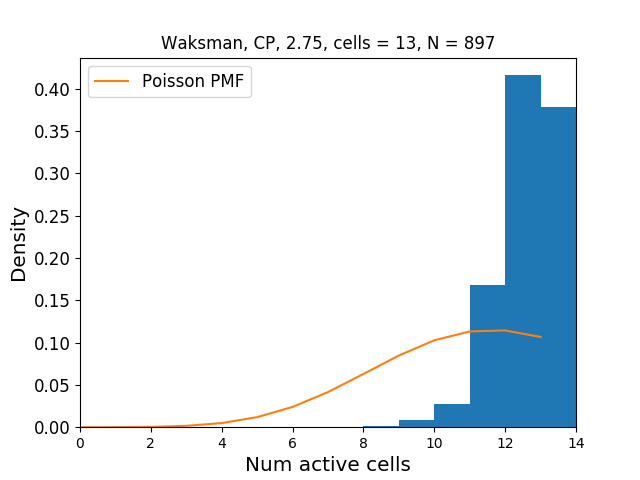 Waksman, CP, 2.75, cells = 13, N = 897
Poisson PMF
0.40
0.35
0.30
0.25
0.20
0.15
0.10
0.05
0.00
Density
0 2 4 6 8 10 12 14
Num active cells